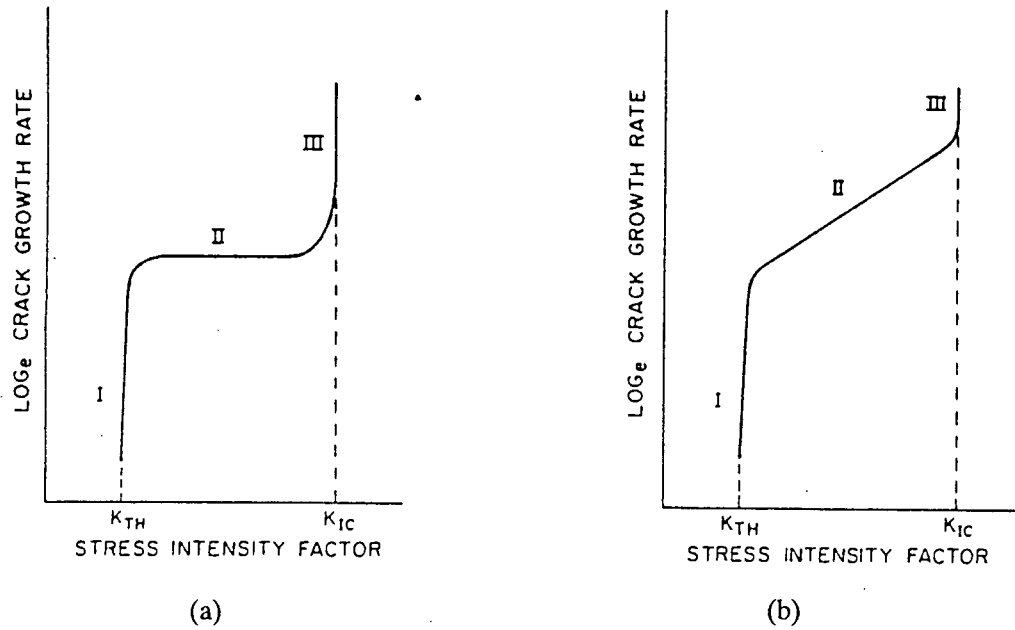 LOGe CRACK GROWTH RATE
I
II
III
KTH
KIC
STRESS INTENSITY FACTOR
(a)
LOGe CRACK GROWTH RATE
I
II
III
KTH
KIC
STRESS INTENSITY FACTOR
(b)